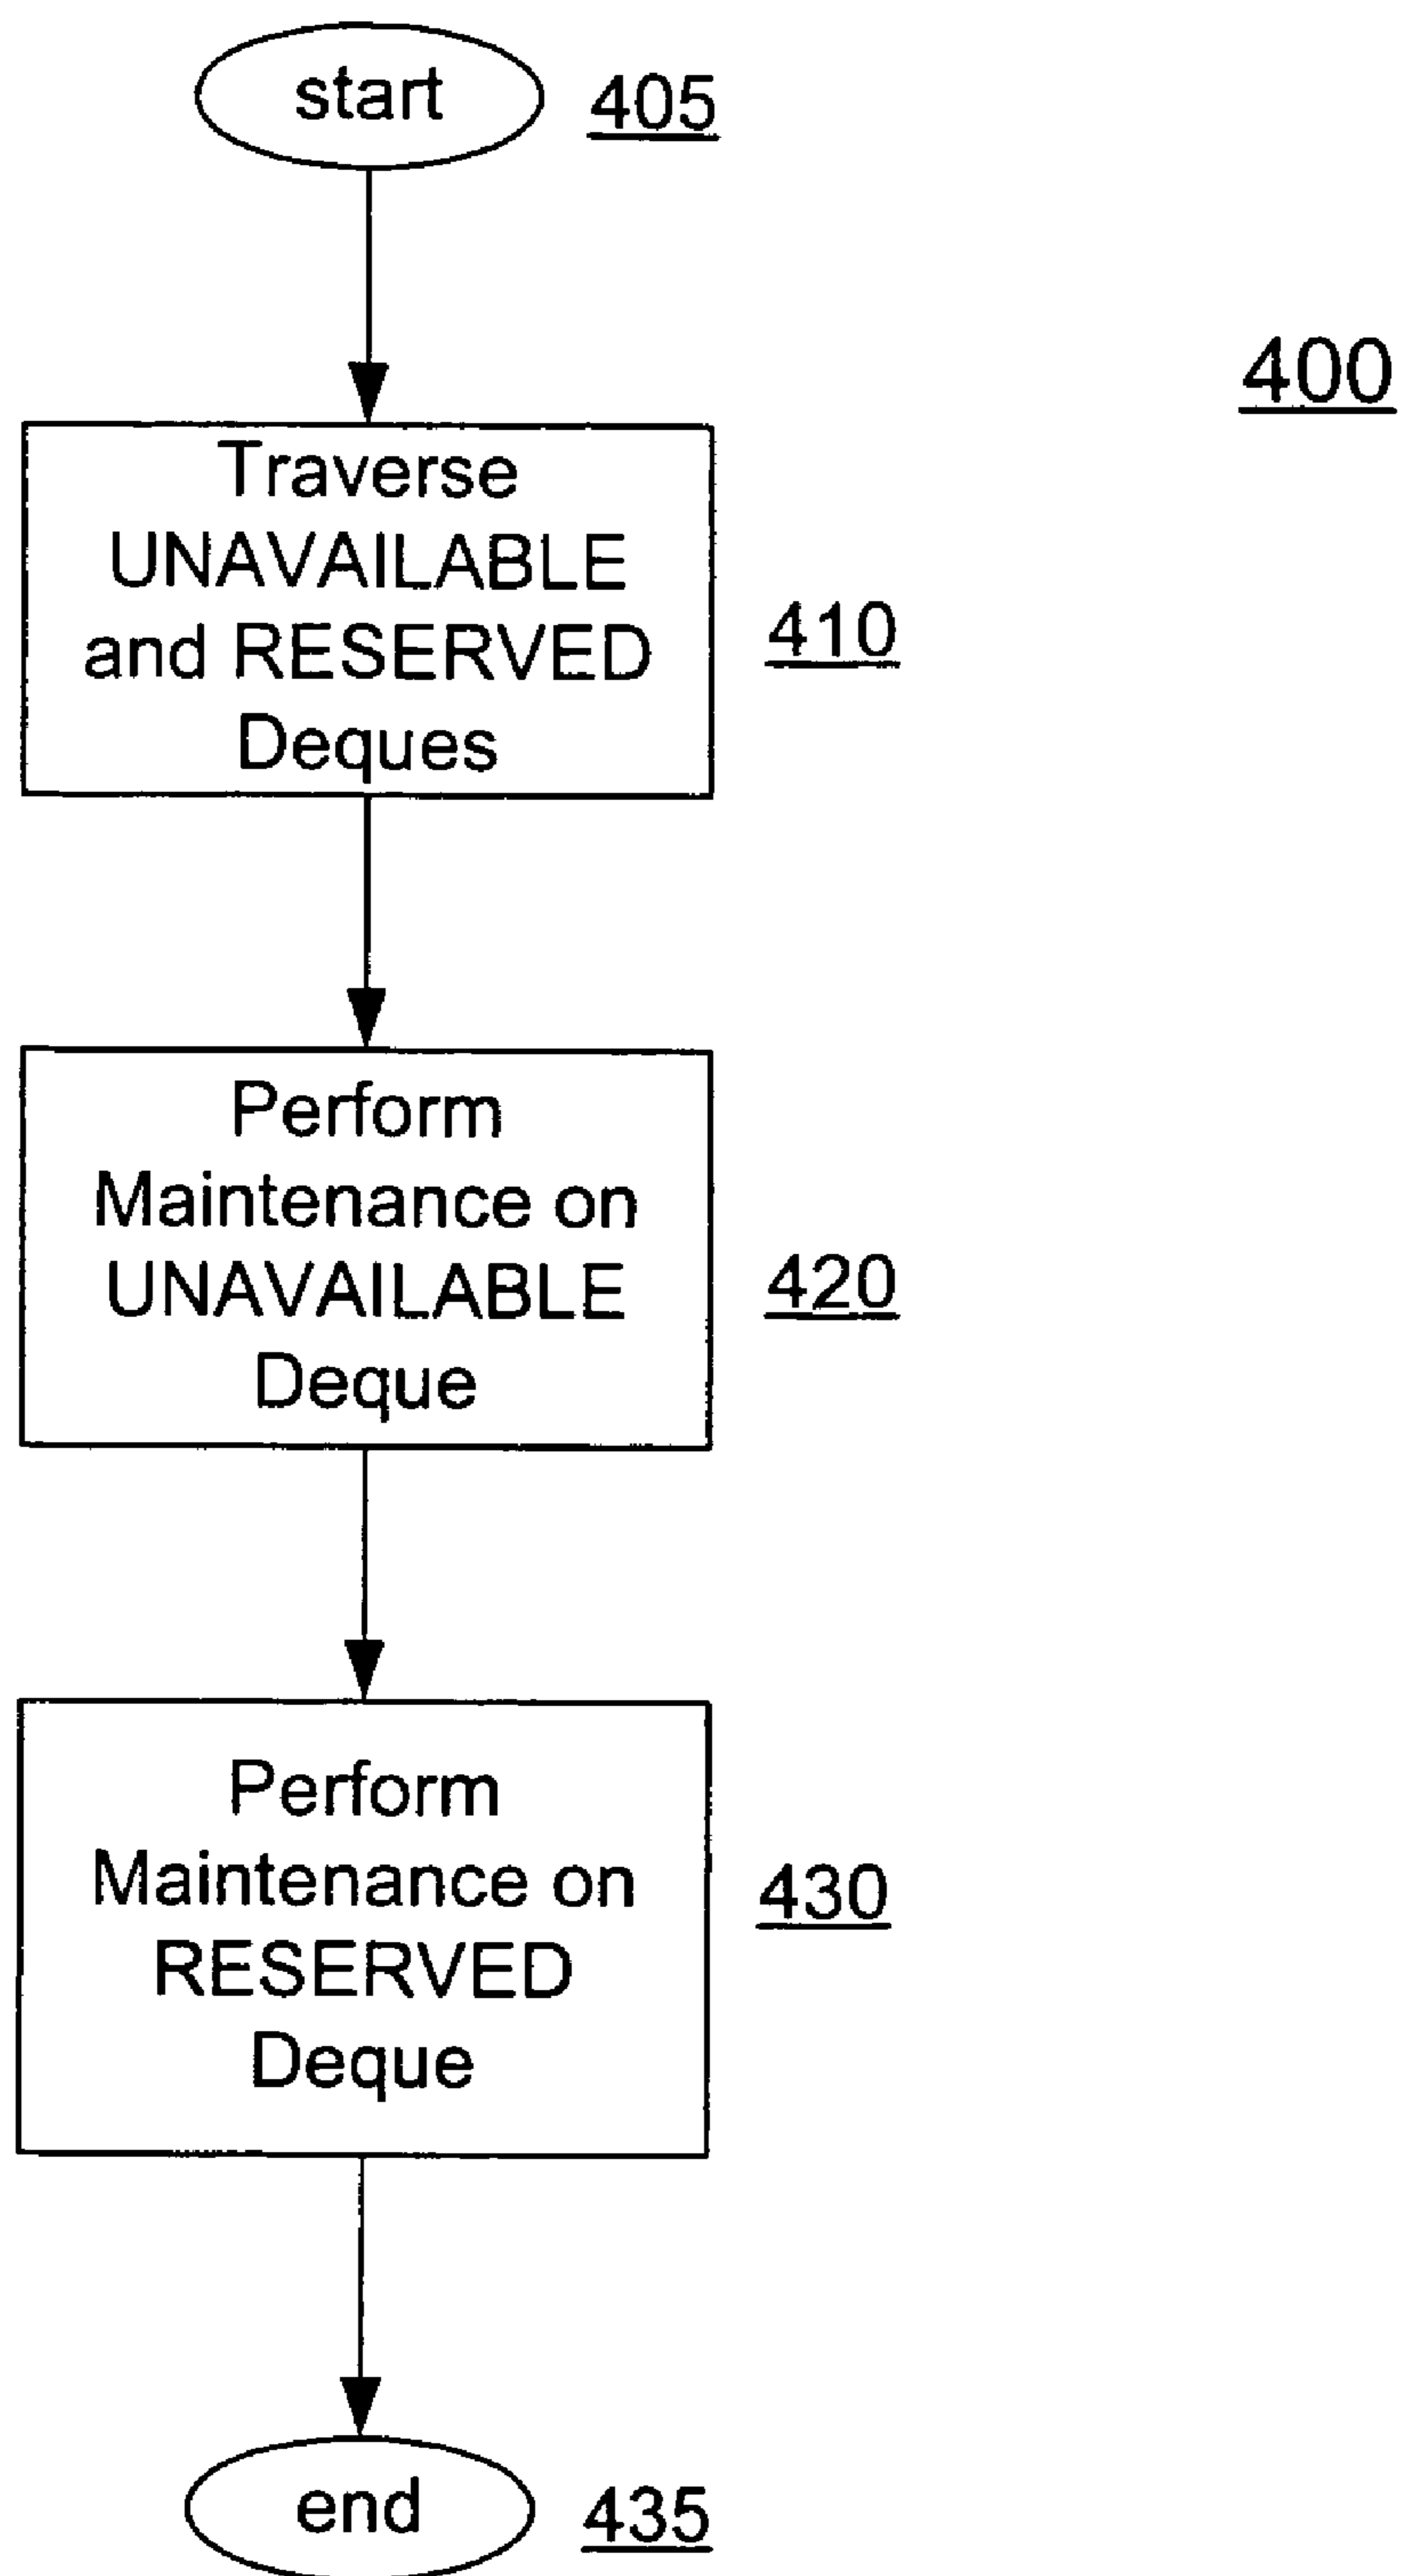 start
405
400
Traverse
UNAVAILABLE
and RESERVED
Deques
410
Perform
Maintenance on
UNAVAILABLE
Deque
420
Perform
Maintenance on
RESERVED
Deque
430
end
435